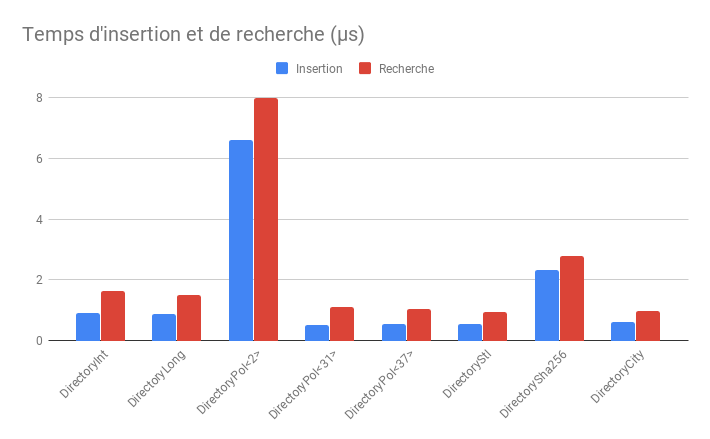 Temps d'insertion et de recherche (µs)
Insertion
Recherche
8
6
4
2
0
DirectoryInt
DirectoryLong
DirectoryPol<2>
DirectoryPol<31>
DirectoryPol<37>
DirectoryStl
DirectorySha256
DirectoryCity